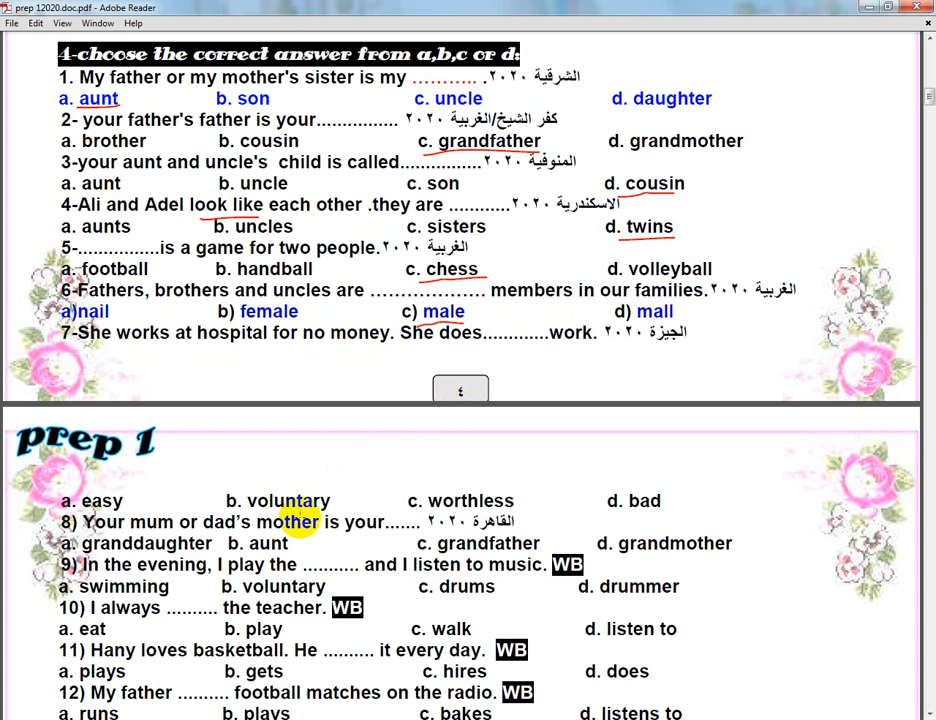 prep 12020.doc.pdf - Adobe Reader
File Edit View Window Help
4-choose the correct answer from a,b,c or d:
1. My father or my mother's sister is my ........... . الشرقية ٢٠٢٠
a. aunt b. son c. uncle d. daughter
2- your father's father is your............... كفر الشيخ/الغربية ٢٠٢٠
a. brother b. cousin c. grandfather d. grandmother
3-your aunt and uncle's child is called............... المنوفية ٢٠٢٠
a. aunt b. uncle c. son d. cousin
4-Ali and Adel look like each other .they are ............ الاسكندرية ٢٠٢٠
a. aunts b. uncles c. sisters d. twins
5-...............is a game for two people. الغربية ٢٠٢٠
a. football b. handball c. chess d. volleyball
6-Fathers, brothers and uncles are ………………. members in our families. الغربية ٢٠٢٠
a)nail b) female c) male d) mall
7-She works at hospital for no money. She does............work. الجيزة ٢٠٢٠
٤
prep 1
a. easy b. voluntary c. worthless d. bad
8) Your mum or dad's mother is your....... القاهرة ٢٠٢٠
a. granddaughter b. aunt c. grandfather d. grandmother
9) In the evening, I play the .......... and I listen to music. WB
a. swimming b. voluntary c. drums d. drummer
10) I always ......... the teacher. WB
a. eat b. play c. walk d. listen to
11) Hany loves basketball. He ......... it every day. WB
a. plays b. gets c. hires d. does
12) My father ......... football matches on the radio. WB
a. runs b. plays c. bakes d. listens to